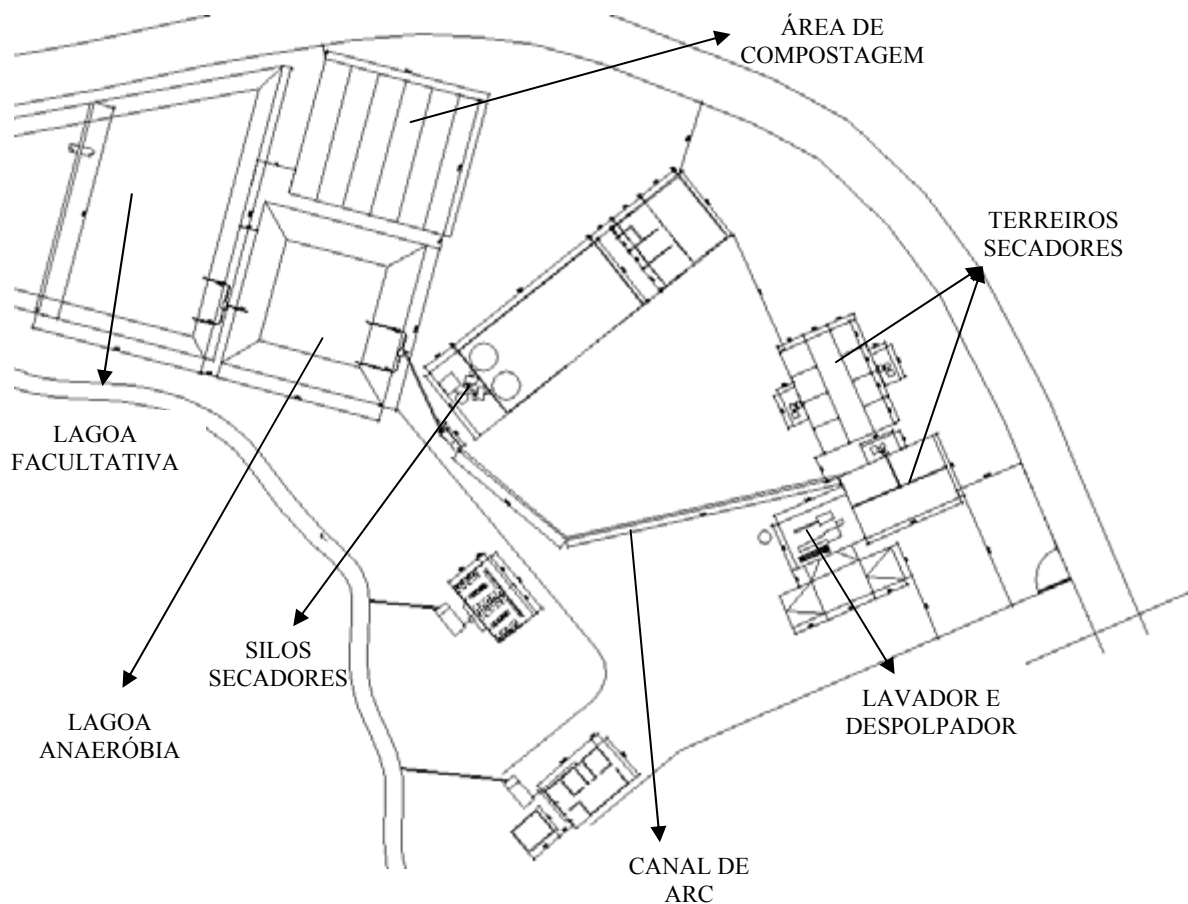 ÁREA DE
COMPOSTAGEM
TERREIROS
SECADORES
LAGOA
FACULTATIVA
SILOS
SECADORES
LAVADOR E
DESPOLPADOR
LAGOA
ANAERÓBIA
CANAL DE
ARC